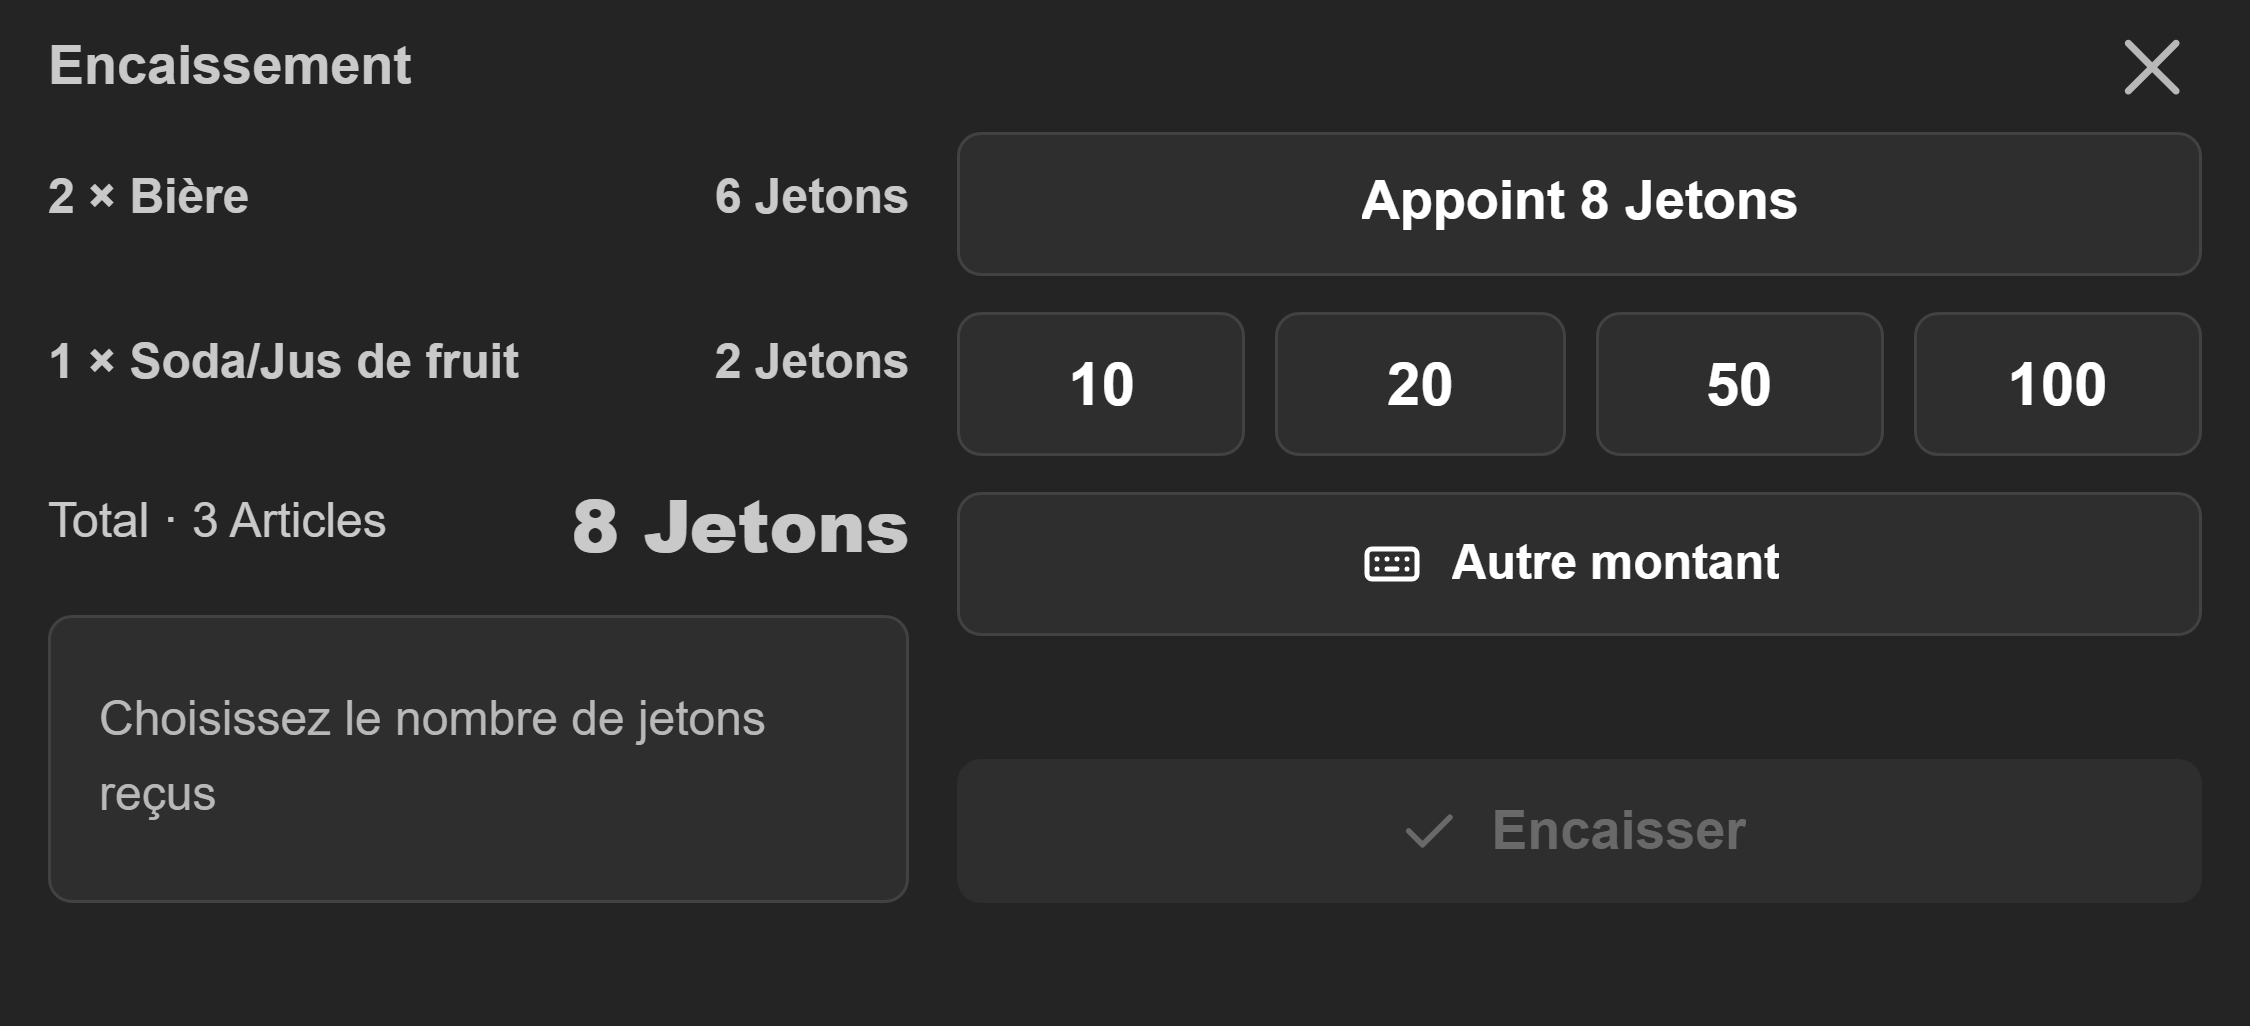 Encaissement
2 × Bière 6 Jetons
1 × Soda/Jus de fruit 2 Jetons
Total · 3 Articles 8 Jetons
Choisissez le nombre de jetons
reçus
Appoint 8 Jetons
10 20 50 100
Autre montant
Encaisser